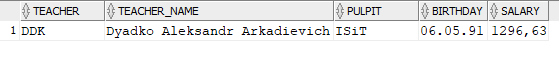 TEACHER TEACHER_NAME PULPIT BIRTHDAY SALARY
1 DDK Dyadko Aleksandr Arkadievich ISiT 06.05.91 1296,63